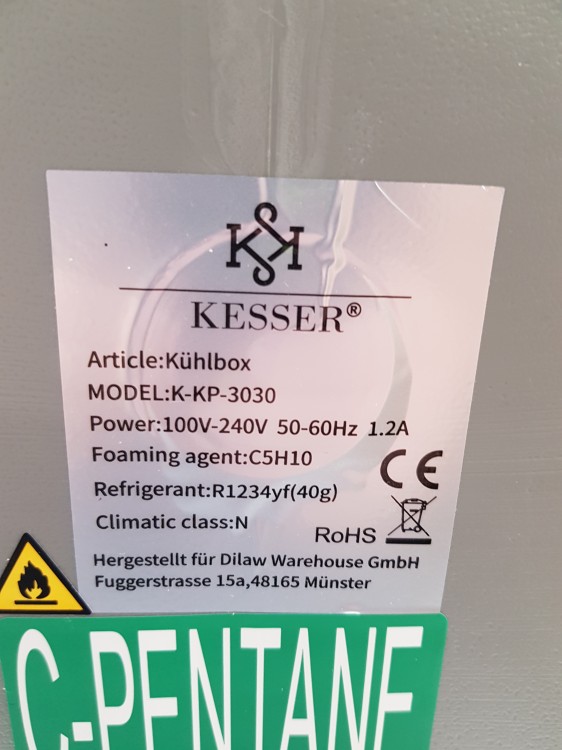 KESSER®
Article:Kühlbox
MODEL:K-KP-3030
Power:100V-240V 50-60Hz 1.2A
Foaming agent:C5H10
Refrigerant:R1234yf(40g)
Climatic class:N
CE
RoHS
Hergestellt für Dilaw Warehouse GmbH
Fuggerstrasse 15a,48165 Münster
C-PENTANE